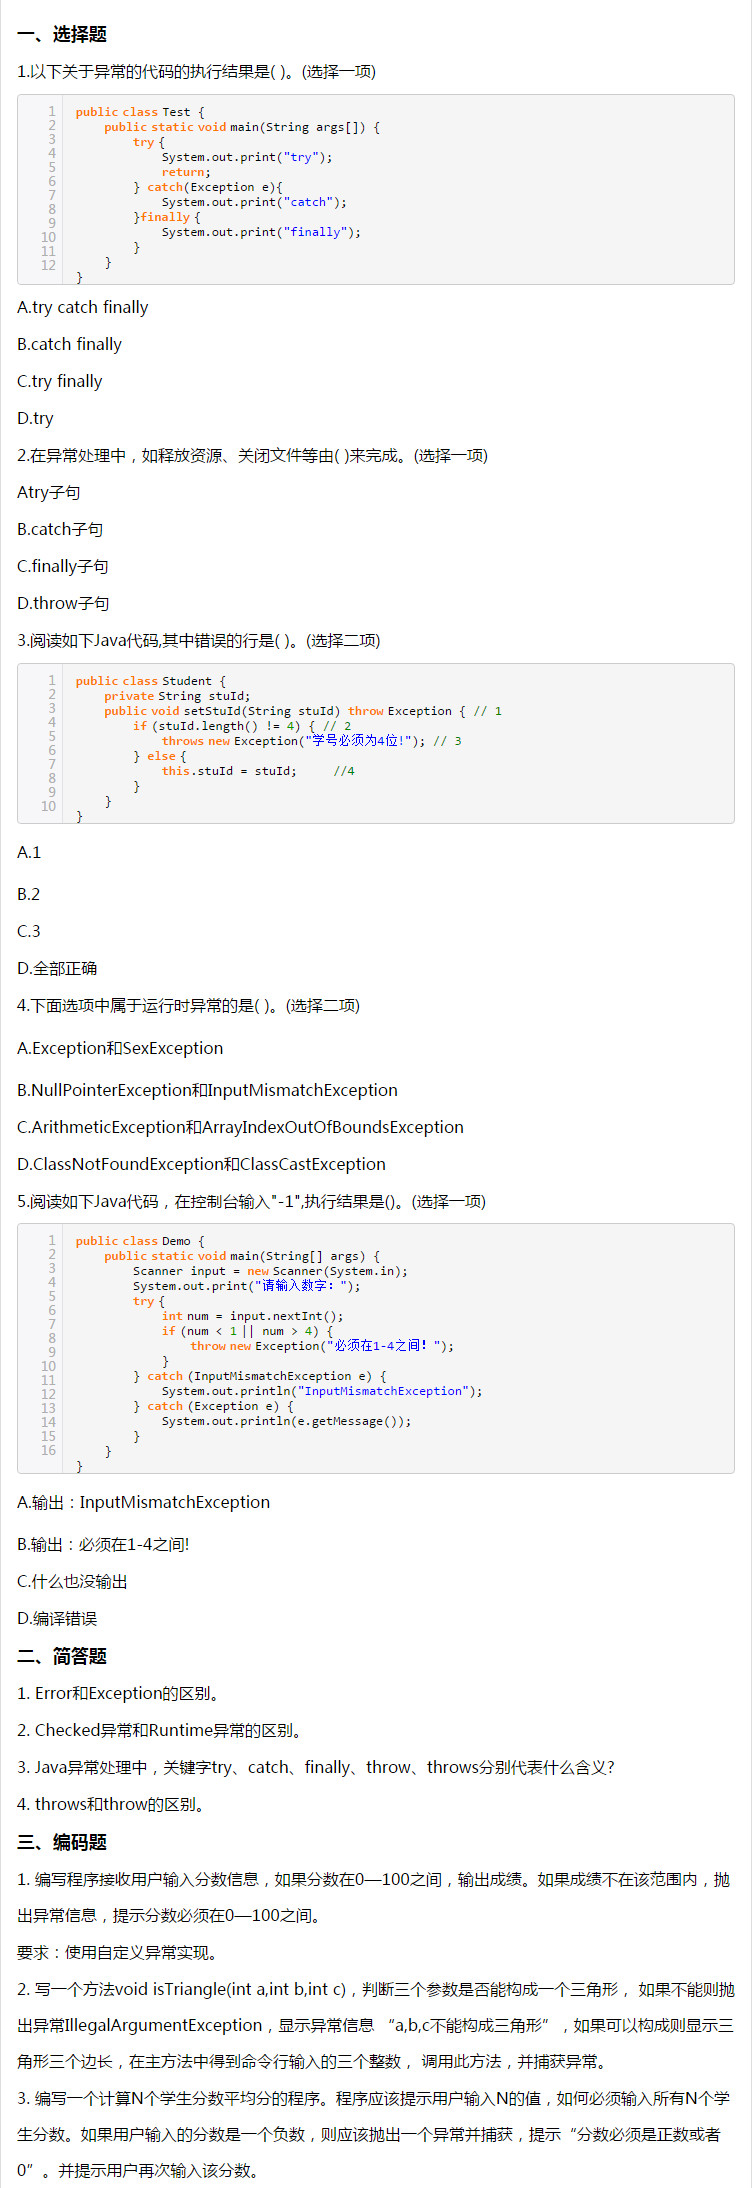 一、选择题
1.以下关于异常的代码的执行结果是( )。(选择一项)
1
2
3
4
5
6
7
8
9
10
11
12
public class Test {
public static void main(String args[]) {
try {
System.out.print("try");
return;
} catch(Exception e){
System.out.print("catch");
}finally {
System.out.print("finally");
}
}
}
A.try catch finally
B.catch finally
C.try finally
D.try
2.在异常处理中，如释放资源、关闭文件等由( )来完成。(选择一项)
Atry子句
B.catch子句
C.finally子句
D.throw子句
3.阅读如下Java代码,其中错误的行是( )。(选择二项)
1
2
3
4
5
6
7
8
9
10
public class Student {
private String stuId;
public void setStuId(String stuId) throw Exception { // 1
if (stuId.length() != 4) { // 2
throws new Exception("学号必须为4位!"); // 3
} else {
this.stuId = stuId;     //4
}
}
}
A.1
B.2
C.3
D.全部正确
4.下面选项中属于运行时异常的是( )。(选择二项)
A.Exception和SexException
B.NullPointerException和InputMismatchException
C.ArithmeticException和ArrayIndexOutOfBoundsException
D.ClassNotFoundException和ClassCastException
5.阅读如下Java代码，在控制台输入"-1",执行结果是()。(选择一项)
1
2
3
4
5
6
7
8
9
10
11
12
13
14
15
16
public class Demo {
public static void main(String[] args) {
Scanner input = new Scanner(System.in);
System.out.print("请输入数字：");
try {
int num = input.nextInt();
if (num < 1 || num > 4) {
throw new Exception("必须在1-4之间！");
}
} catch (InputMismatchException e) {
System.out.println("InputMismatchException");
} catch (Exception e) {
System.out.println(e.getMessage());
}
}
}
A.输出：InputMismatchException
B.输出：必须在1-4之间!
C.什么也没输出
D.编译错误
二、简答题
1. Error和Exception的区别。
2. Checked异常和Runtime异常的区别。
3. Java异常处理中，关键字try、catch、finally、throw、throws分别代表什么含义?
4. throws和throw的区别。
三、编码题
1. 编写程序接收用户输入分数信息，如果分数在0—100之间，输出成绩。如果成绩不在该范围内，抛
出异常信息，提示分数必须在0—100之间。
要求：使用自定义异常实现。
2. 写一个方法void isTriangle(int a,int b,int c)，判断三个参数是否能构成一个三角形， 如果不能则抛
出异常IllegalArgumentException，显示异常信息 “a,b,c不能构成三角形”，如果可以构成则显示三
角形三个边长，在主方法中得到命令行输入的三个整数， 调用此方法，并捕获异常。
3. 编写一个计算N个学生分数平均分的程序。程序应该提示用户输入N的值，如何必须输入所有N个学
生分数。如果用户输入的分数是一个负数，则应该抛出一个异常并捕获，提示“分数必须是正数或者
0”。并提示用户再次输入该分数。